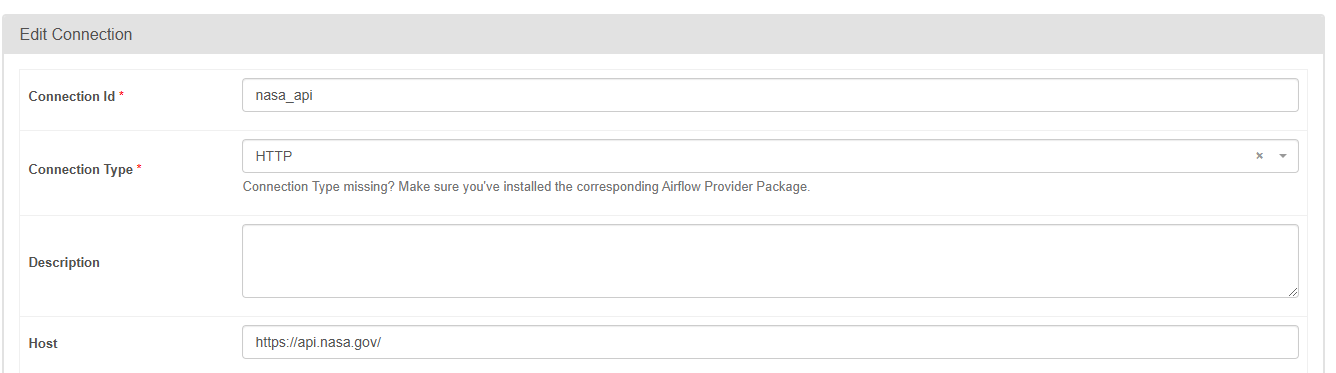 Edit Connection
Connection Id *
nasa_api
Connection Type *
HTTP × 
Connection Type missing? Make sure you've installed the corresponding Airflow Provider Package.
Description
Host
https://api.nasa.gov/